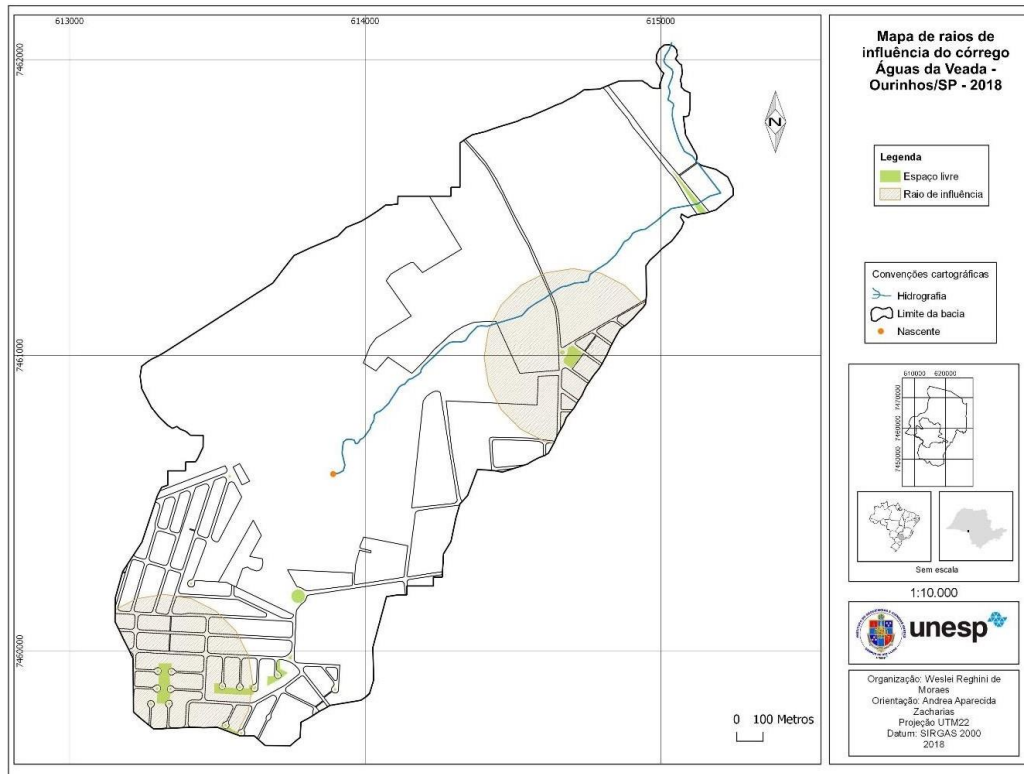 613000
614000
615000
7462000
7461000
7460000
N
0 100 Metros
Mapa de raios de
influência do córrego
Águas da Veada -
Ourinhos/SP - 2018
Legenda
Espaço livre
Raio de influência
Convenções cartográficas
Hidrografia
Limite da bacia
Nascente
610000 620000
7470000
7460000
7450000
Sem escala
1:10.000
unesp
Organização: Weslei Reghini de
Moraes
Orientação: Andrea Aparecida
Zacharias
Projeção UTM22
Datum: SIRGAS 2000
2018